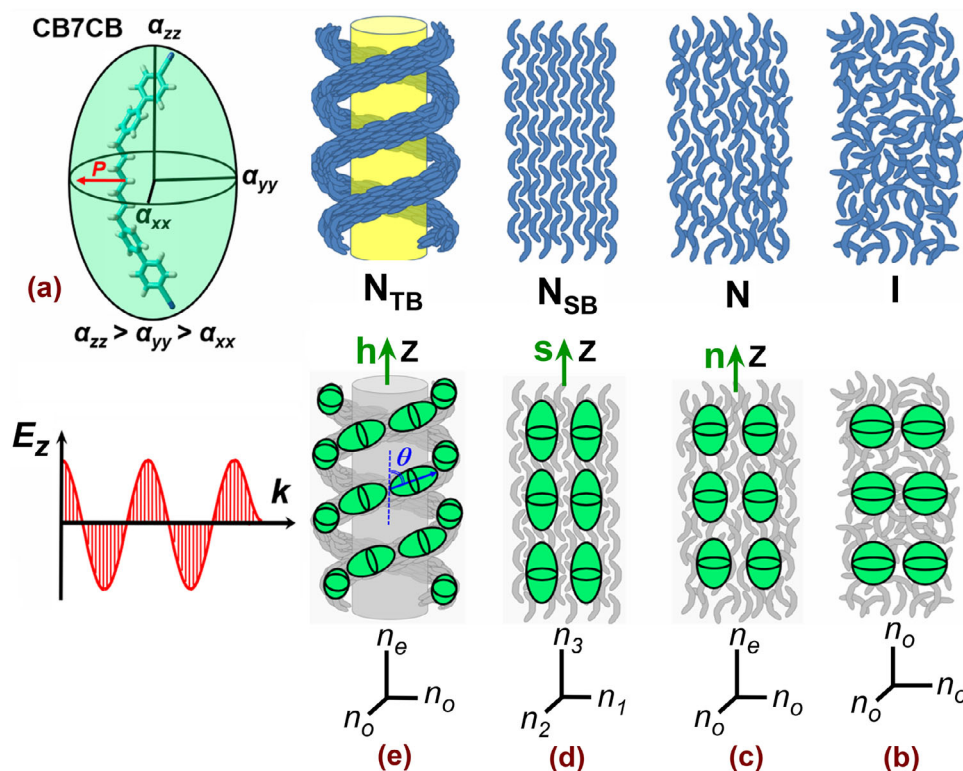 CB7CB
α_zz
P
α_yy
α_xx
(a)
α_zz > α_yy > α_xx
N_TB
N_SB
N
I
h z
s z
n z
E_z
k
θ
n_e
n_o
n_o
n_3
n_1
n_2
n_e
n_o
n_o
n_o
n_o
n_o
(e)
(d)
(c)
(b)